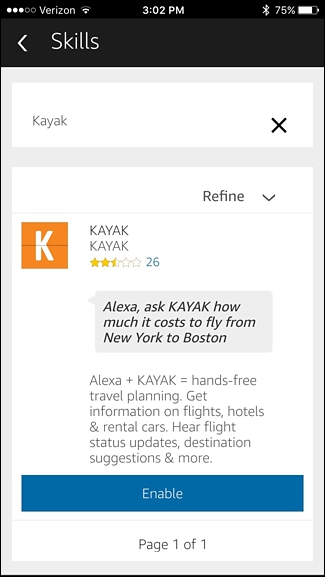 Verizon 3:02 PM 75%
Skills
Kayak
Refine
K
KAYAK
KAYAK
26
Alexa, ask KAYAK how
much it costs to fly from
New York to Boston
Alexa + KAYAK = hands-free
travel planning. Get
information on flights, hotels
& rental cars. Hear flight
status updates, destination
suggestions & more.
Enable
Page 1 of 1